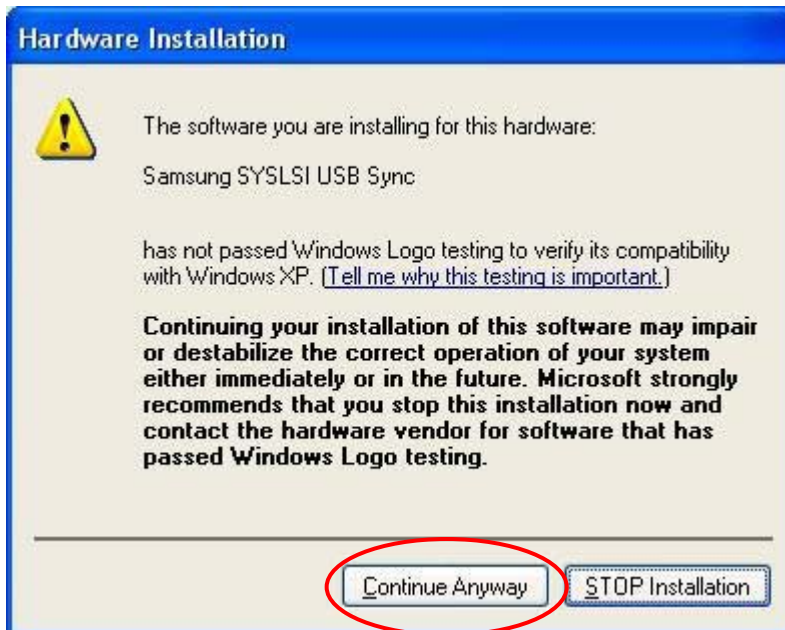 Hardware Installation
The software you are installing for this hardware:
Samsung SYSLSI USB Sync
has not passed Windows Logo testing to verify its compatibility
with Windows XP. (Tell me why this testing is important.)
Continuing your installation of this software may impair
or destabilize the correct operation of your system
either immediately or in the future. Microsoft strongly
recommends that you stop this installation now and
contact the hardware vendor for software that has
passed Windows Logo testing.
Continue Anyway
STOP Installation